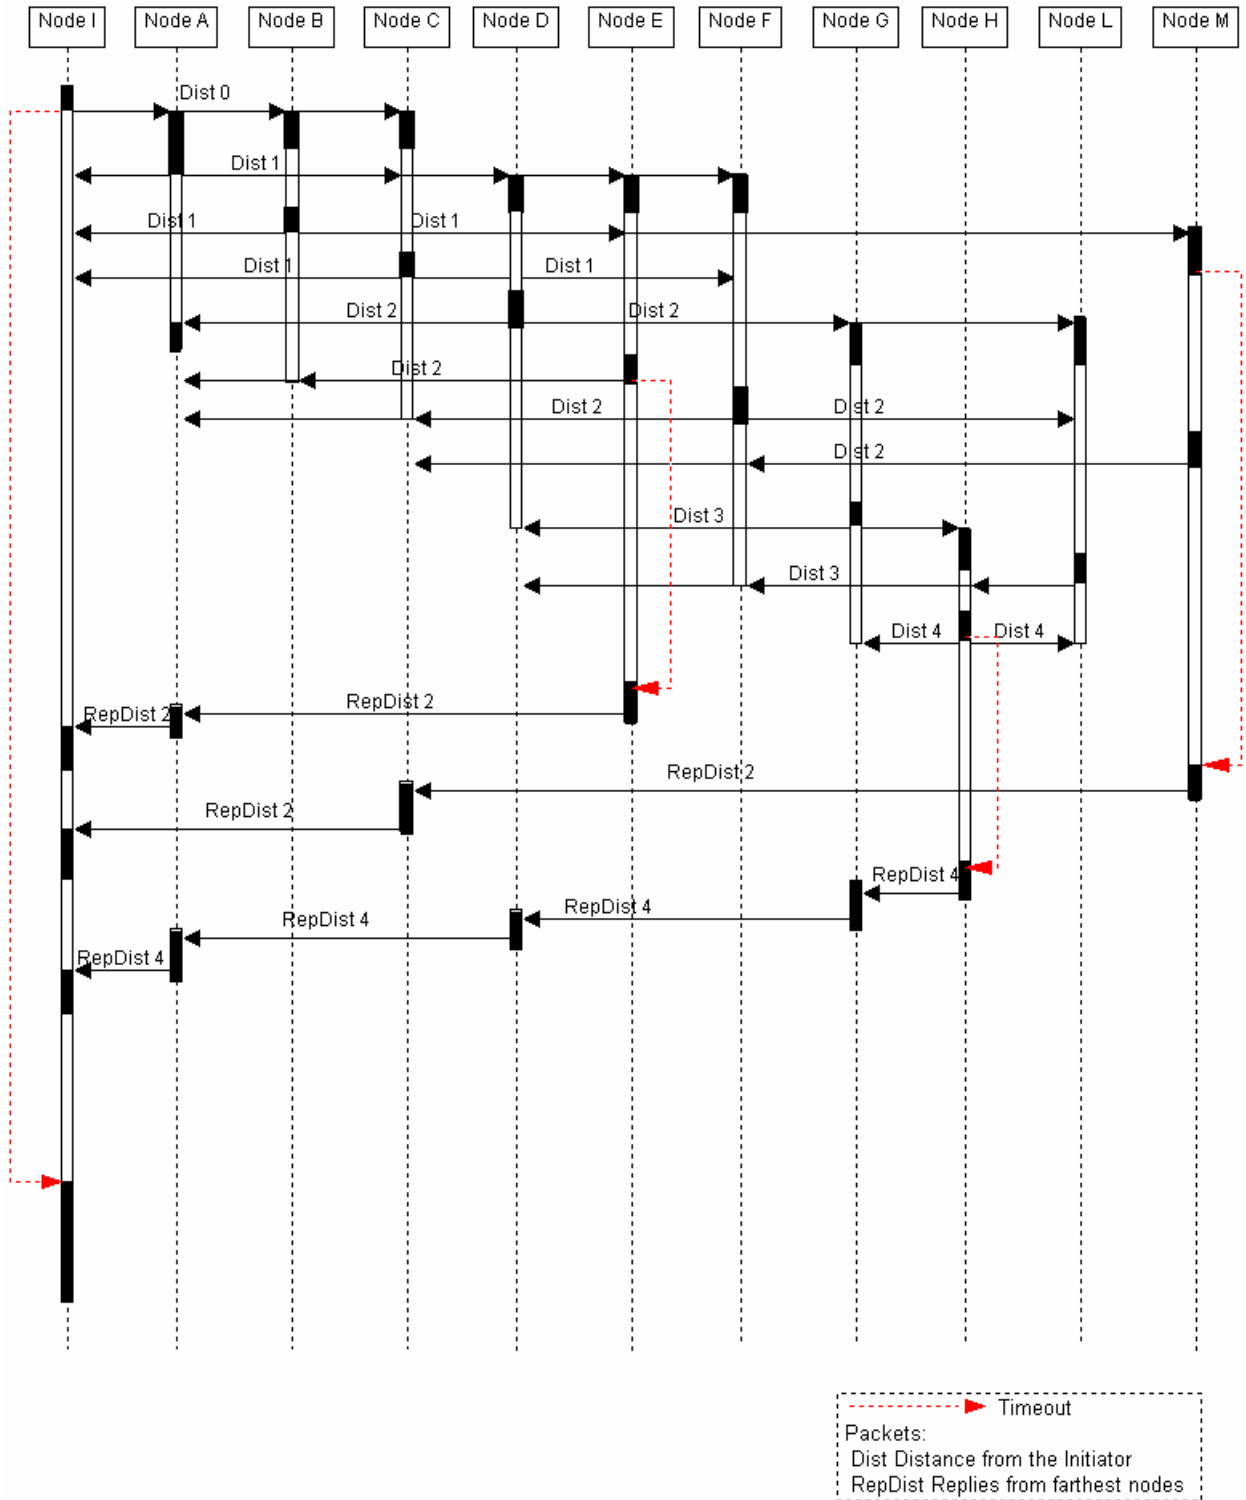 Node I Node A Node B Node C Node D Node E Node F Node G Node H Node L Node M
Dist 0
Dist 1
Dist 1 Dist 1
Dist 1 Dist 1
Dist 2 Dist 2
Dist 2
Dist 2 Dist 2
Dist 2
Dist 3
Dist 3
Dist 4 Dist 4
RepDist 2
RepDist 2
RepDist 2
RepDist 2
RepDist 4
RepDist 4
RepDist 4
RepDist 4
Timeout
Packets:
Dist Distance from the Initiator
RepDist Replies from farthest nodes